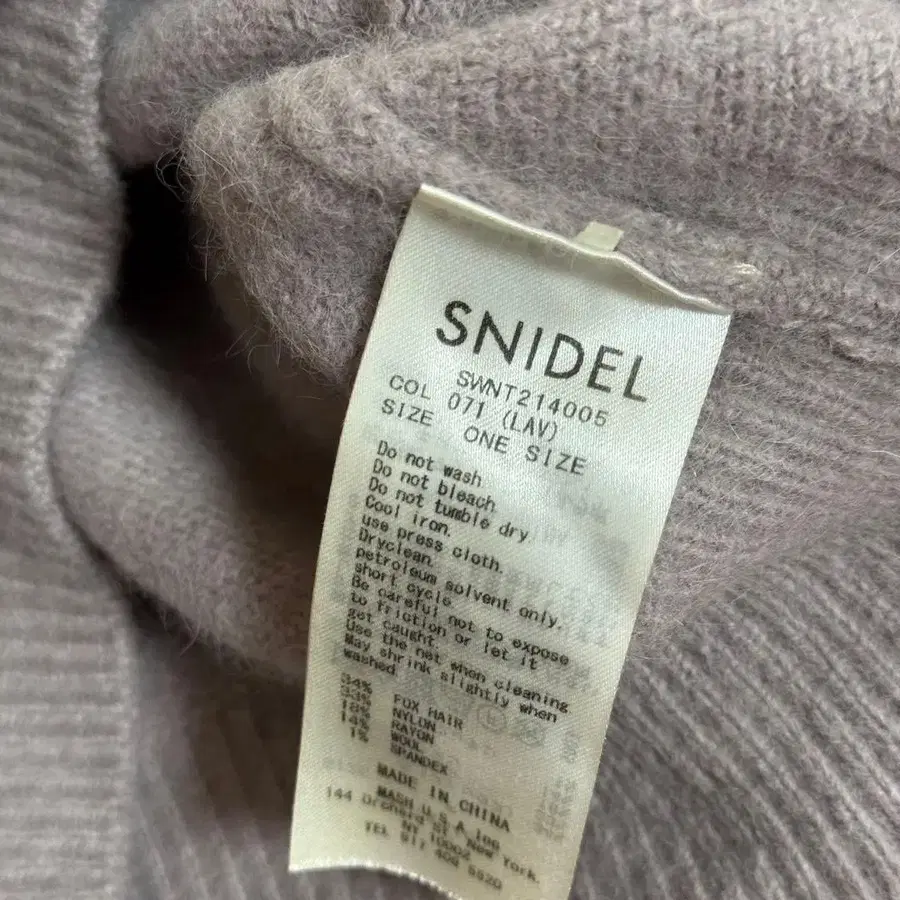 SNIDEL
SWNT214005
COL 071 (LAV)
SIZE ONE SIZE
Do not wash
Do not bleach
Do not tumble dry
Cool iron.
use press cloth.
Dryclean.
petroleum solvent only.
short cycle
Be careful not to expose
to friction or let it
get caught
Use the net when cleaning
May shrink slightly when
washed
34% FOX HAIR
33% NYLON
18% RAYON
14% WOOL
1% SPANDEX
MADE IN CHINA
MASH U.S.A
144 Orchard St New York.
NY 10002
TEL